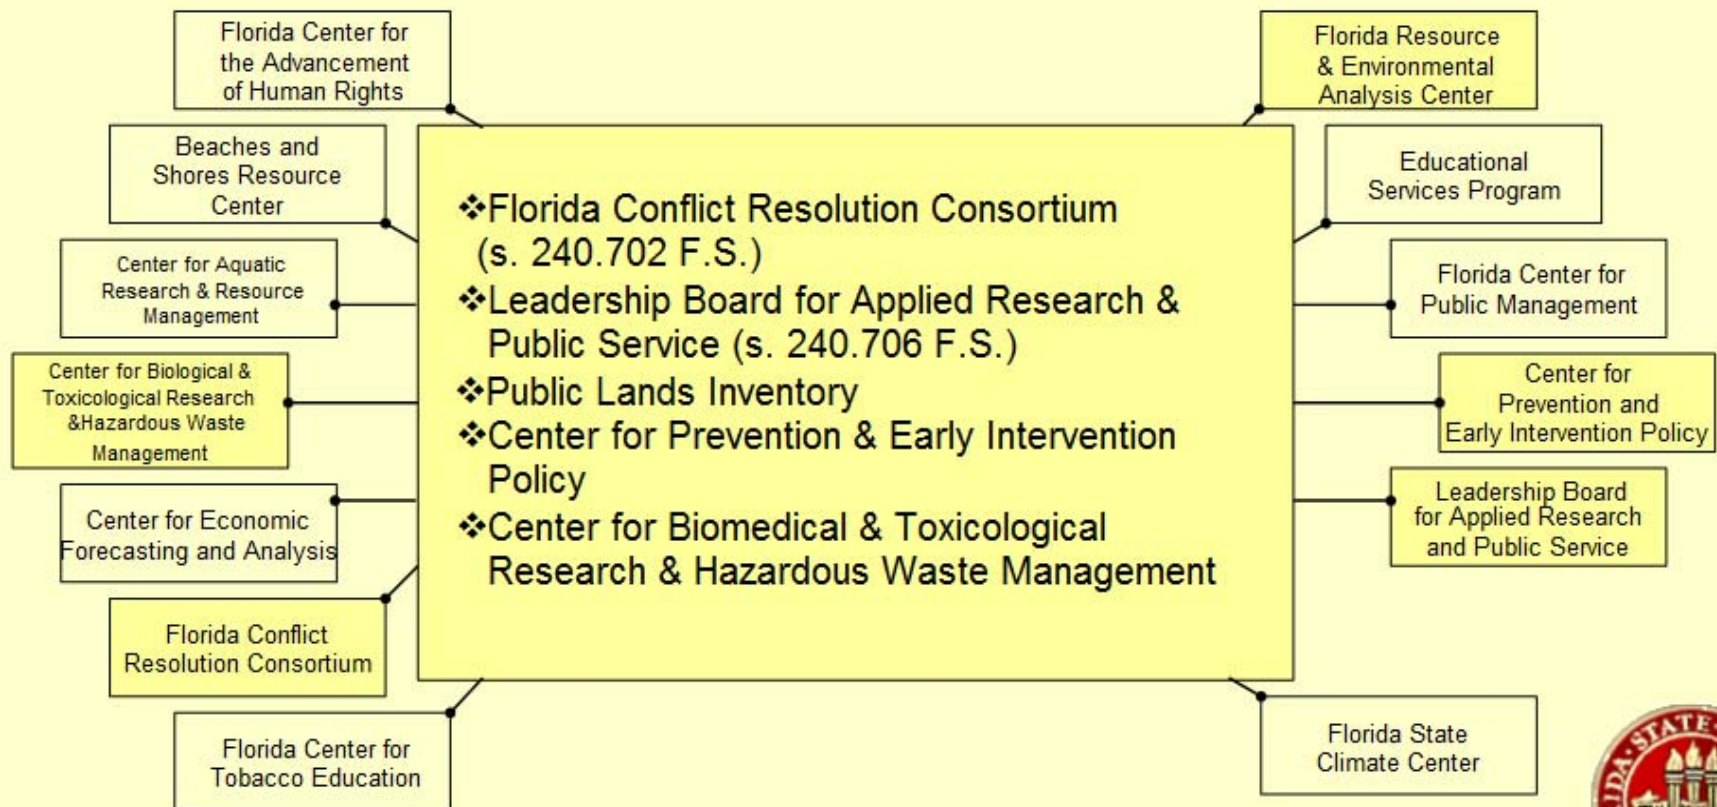 Florida Center for
the Advancement
of Human Rights
Beaches and
Shores Resource
Center
Center for Aquatic
Research & Resource
Management
Center for Biological &
Toxicological Research
&Hazardous Waste
Management
Center for Economic
Forecasting and Analysis
Florida Conflict
Resolution Consortium
Florida Center for
Tobacco Education
❖Florida Conflict Resolution Consortium
(s. 240.702 F.S.)
❖Leadership Board for Applied Research &
Public Service (s. 240.706 F.S.)
❖Public Lands Inventory
❖Center for Prevention & Early Intervention
Policy
❖Center for Biomedical & Toxicological
Research & Hazardous Waste Management
Florida Resource
& Environmental
Analysis Center
Educational
Services Program
Florida Center for
Public Management
Center for
Prevention and
Early Intervention Policy
Leadership Board
for Applied Research
and Public Service
Florida State
Climate Center